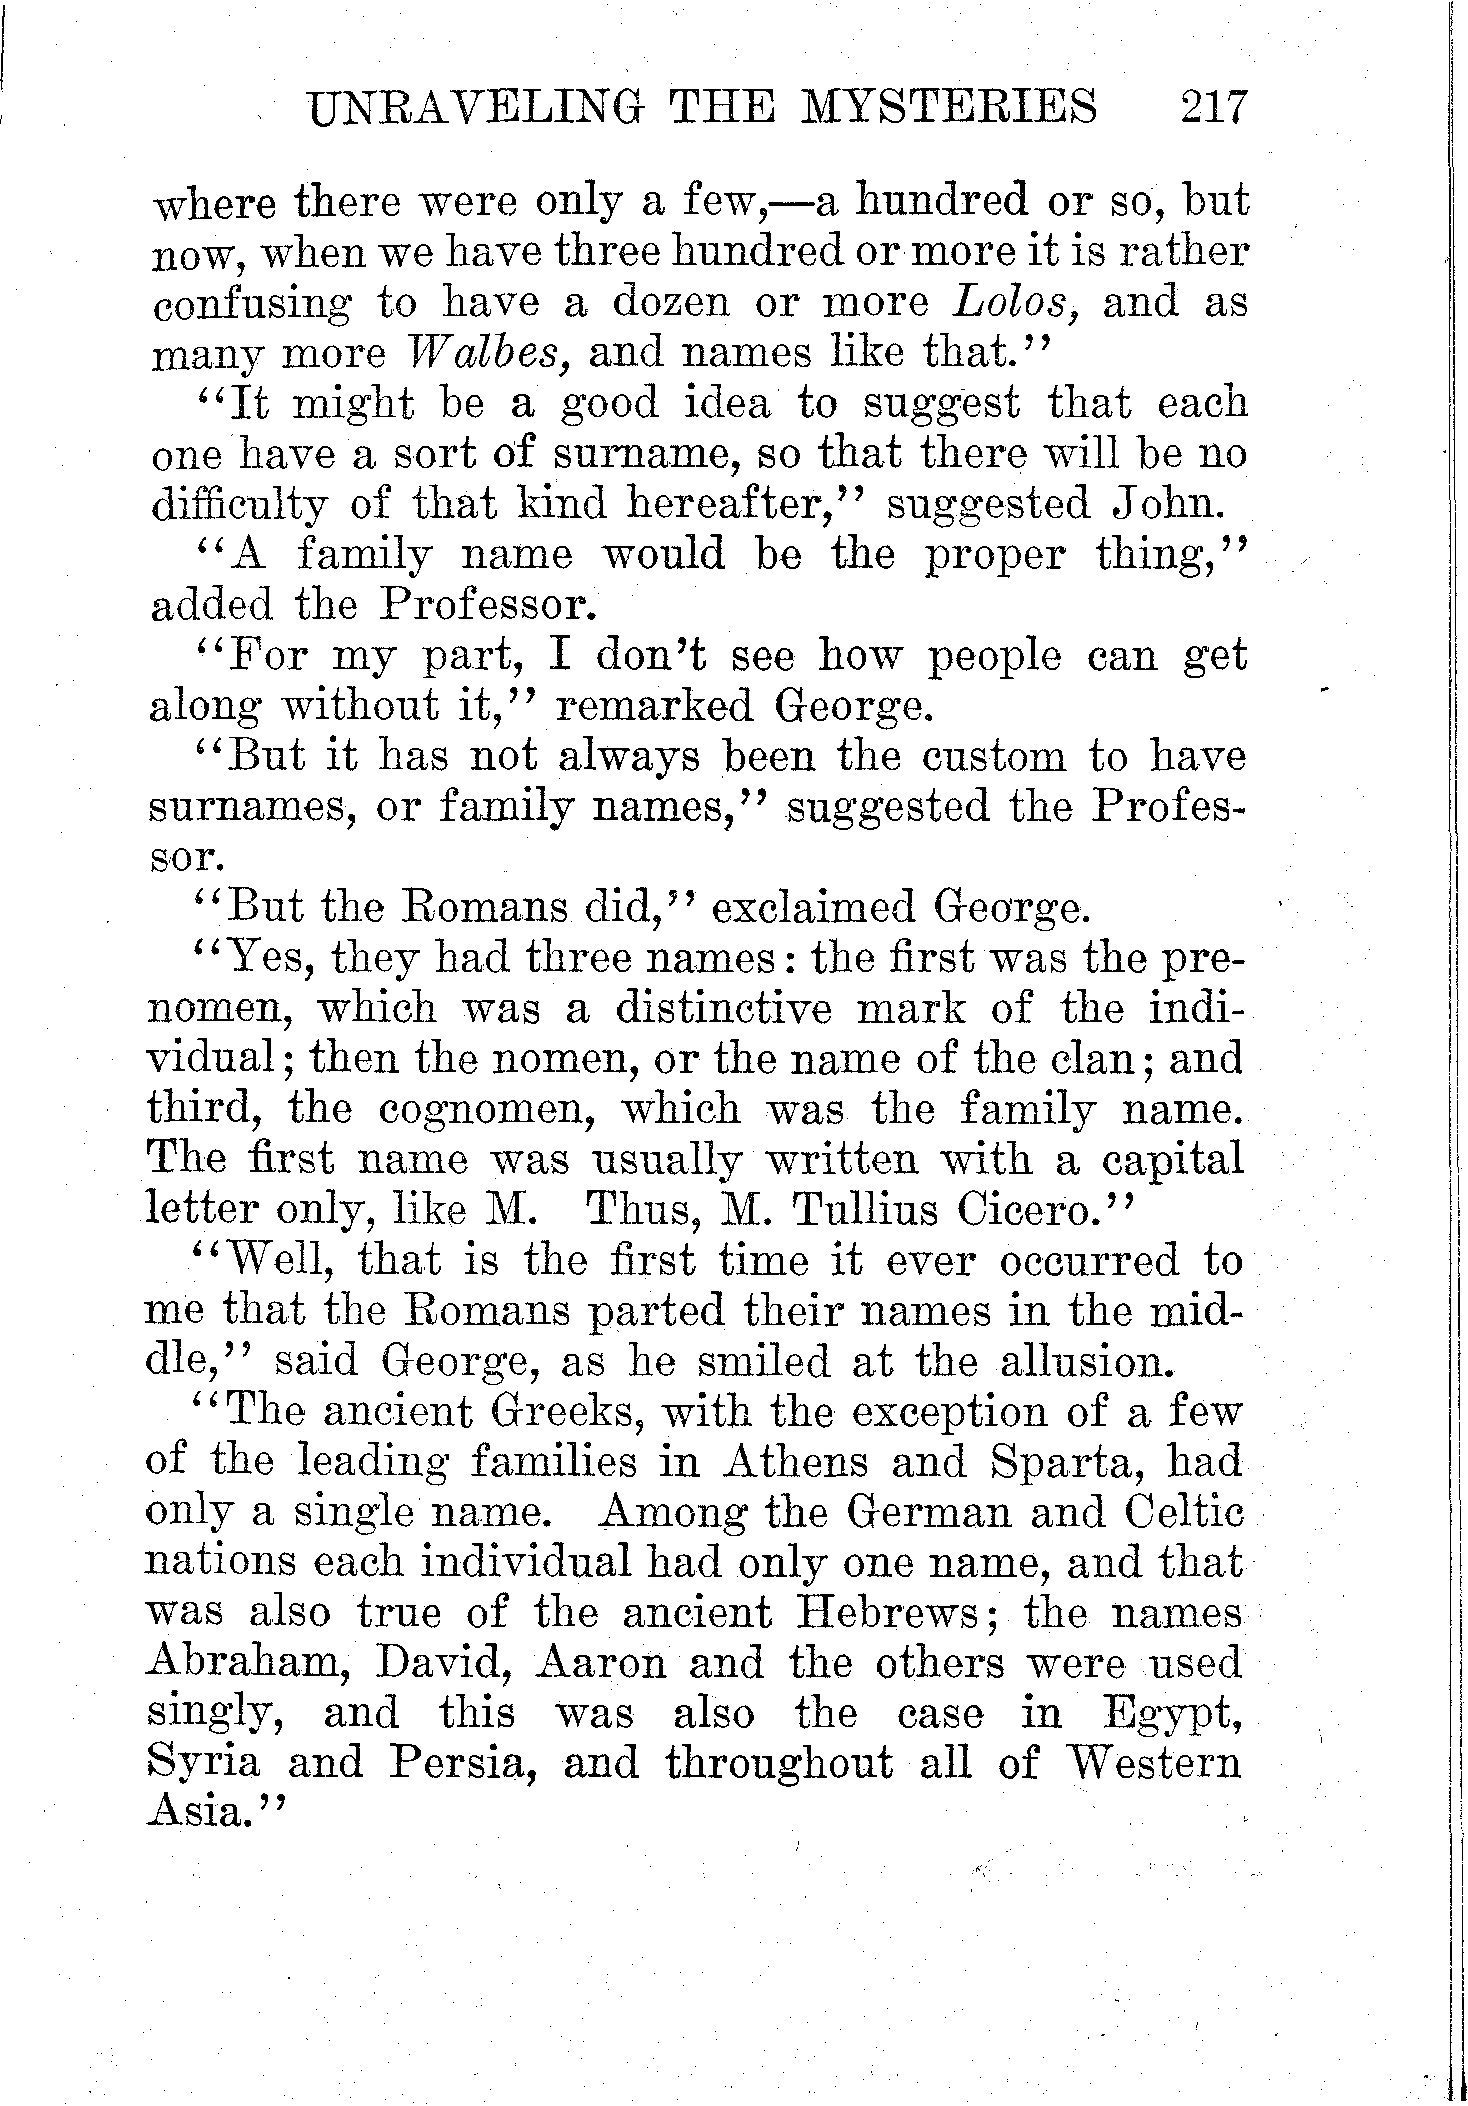 UNRAVELING THE MYSTERIES 217
where there were only a few,—a hundred or so, but
now, when we have three hundred or more it is rather
confusing to have a dozen or more Lolos, and as
many more Walbes, and names like that.''
``It might be a good idea to suggest that each
one have a sort of surname, so that there will be no
difficulty of that kind hereafter,'' suggested John.
``A family name would be the proper thing,''
added the Professor.
``For my part, I don't see how people can get
along without it,'' remarked George.
``But it has not always been the custom to have
surnames, or family names,'' suggested the Profes-
sor.
``But the Romans did,'' exclaimed George.
``Yes, they had three names: the first was the pre-
nomen, which was a distinctive mark of the indi-
vidual; then the nomen, or the name of the clan; and
third, the cognomen, which was the family name.
The first name was usually written with a capital
letter only, like M. Thus, M. Tullius Cicero.''
``Well, that is the first time it ever occurred to
me that the Romans parted their names in the mid-
dle,'' said George, as he smiled at the allusion.
``The ancient Greeks, with the exception of a few
of the leading families in Athens and Sparta, had
only a single name. Among the German and Celtic
nations each individual had only one name, and that
was also true of the ancient Hebrews; the names
Abraham, David, Aaron and the others were used
singly, and this was also the case in Egypt,
Syria and Persia, and throughout all of Western
Asia.''